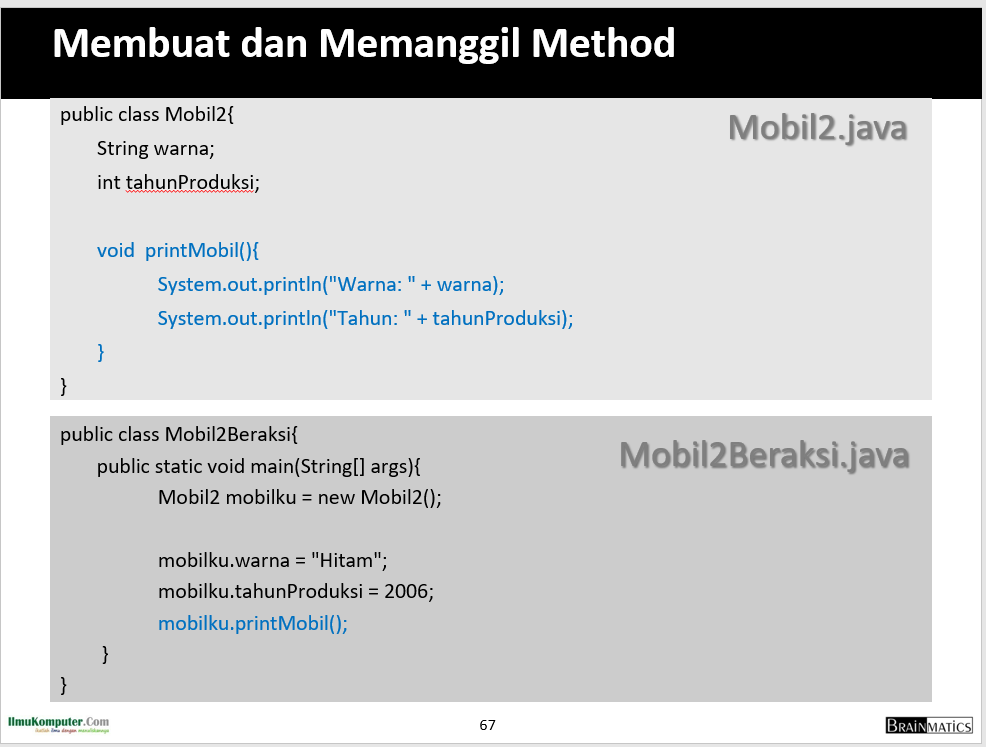 Membuat dan Memanggil Method
Mobil2.java
public class Mobil2{
String warna;
int tahunProduksi;
void  printMobil(){
System.out.println("Warna: " + warna);
System.out.println("Tahun: " + tahunProduksi);
}
}
Mobil2Beraksi.java
public class Mobil2Beraksi{
public static void main(String[] args){
Mobil2 mobilku = new Mobil2();
mobilku.warna = "Hitam";
mobilku.tahunProduksi = 2006;
mobilku.printMobil();
}
}
IlmuKomputer.Com
67
BRAINMATICS